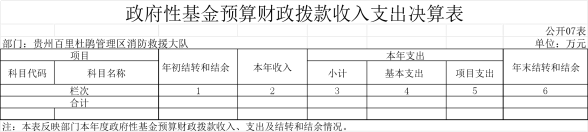 政府性基金预算财政拨款收入支出决算表
公开07表
部门：贵州百里杜鹃管理区消防救援大队 单位：万元
项目 年初结转和结余 本年收入 本年支出 年末结转和结余
科目代码 科目名称 小计 基本支出 项目支出
栏次 1 2 3 4 5 6
合计
注：本表反映部门本年度政府性基金预算财政拨款收入、支出及结转和结余情况。